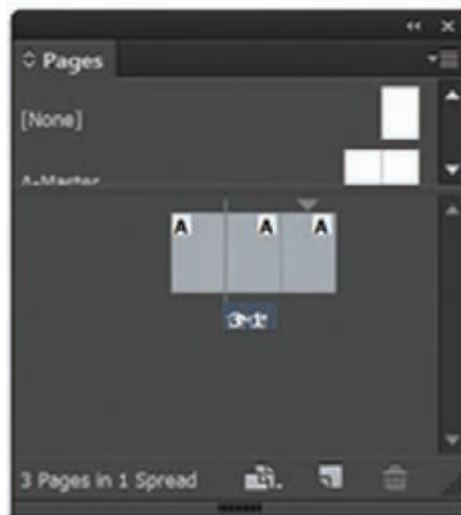 Pages
[None]
A-Master
A A A
3 Pages in 1 Spread